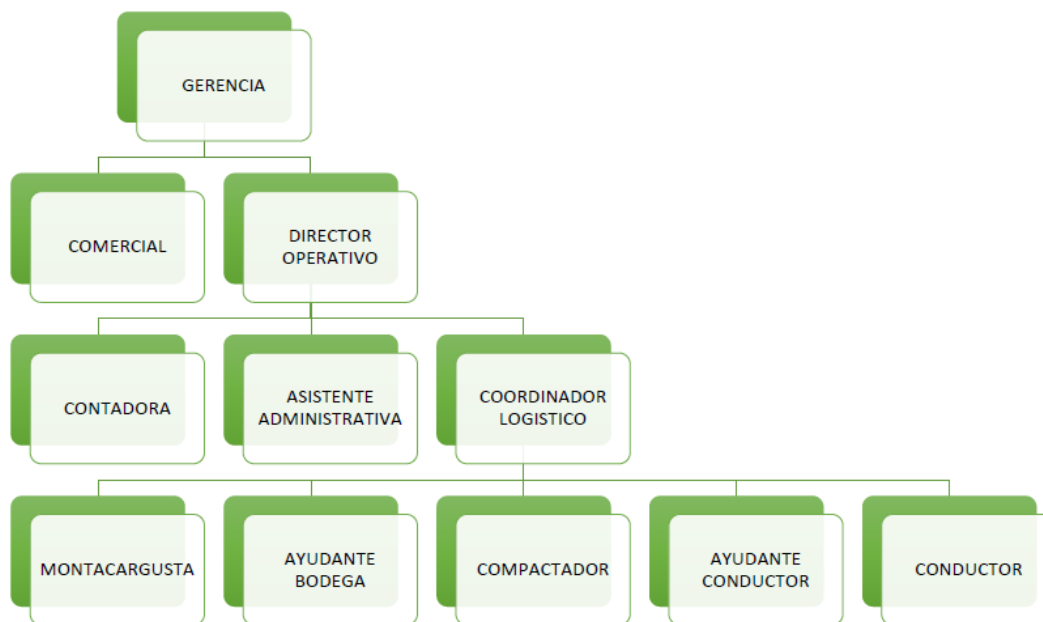 GERENCIA
COMERCIAL
DIRECTOR
OPERATIVO
CONTADORA
ASISTENTE
ADMINISTRATIVA
COORDINADOR
LOGISTICO
MONTACARGUSTA
AYUDANTE
BODEGA
COMPACTADOR
AYUDANTE
CONDUCTOR
CONDUCTOR